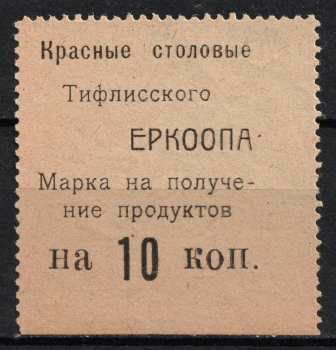 Красные столовые
Тифлисского
ЕРКООПА
Марка на получе-
ние продуктов
на 10 коп.